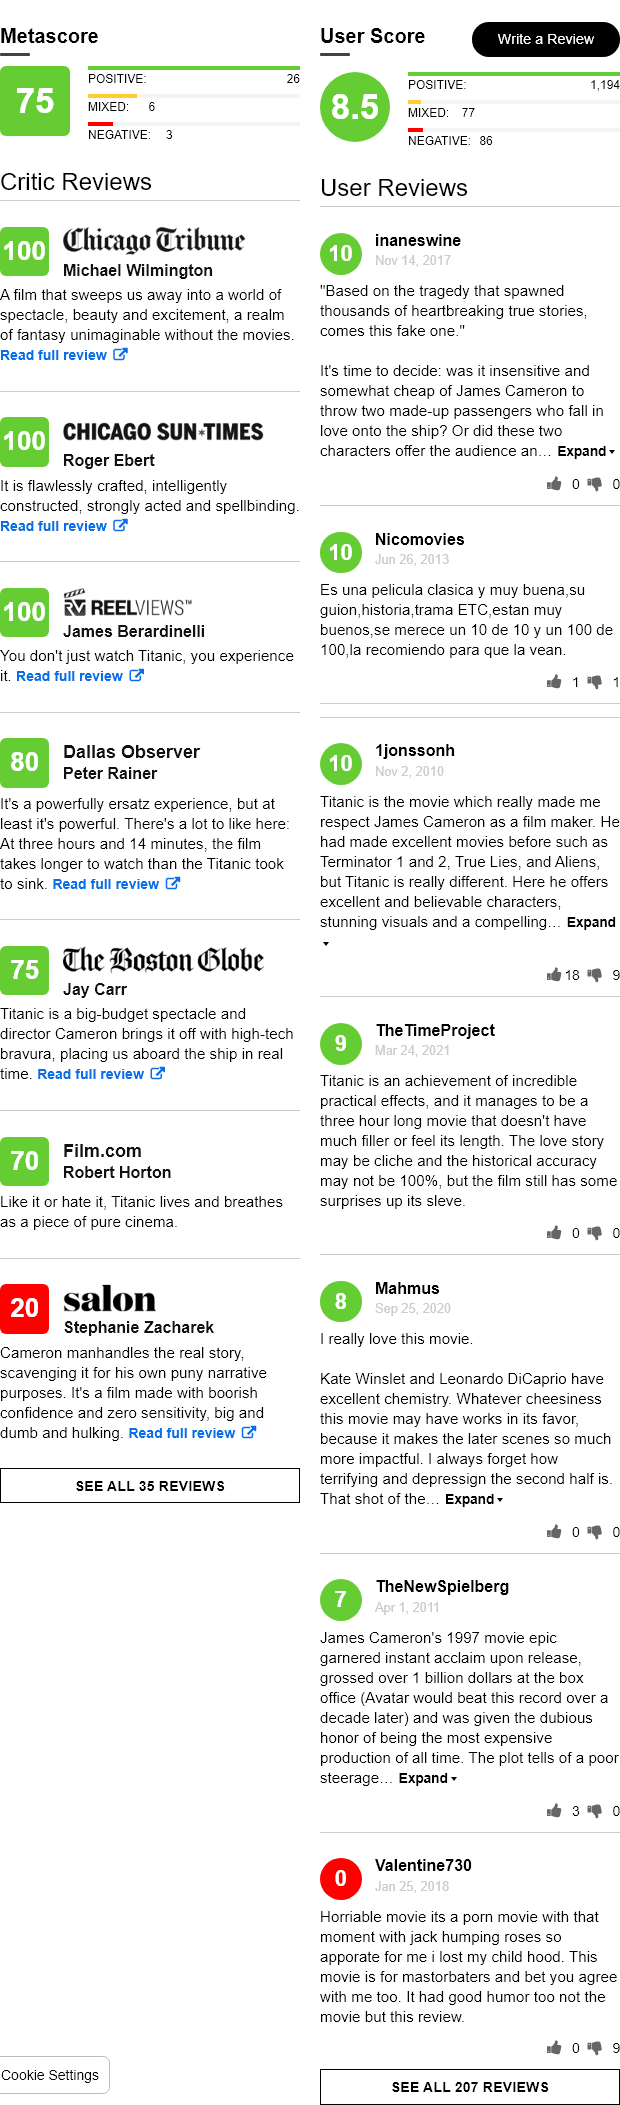 Metascore
75
POSITIVE: 26
MIXED: 6
NEGATIVE: 3
Critic Reviews
100
Chicago Tribune
Michael Wilmington
A film that sweeps us away into a world of
spectacle, beauty and excitement, a realm
of fantasy unimaginable without the movies.
Read full review
100
CHICAGO SUN*TIMES
Roger Ebert
It is flawlessly crafted, intelligently
constructed, strongly acted and spellbinding.
Read full review
100
REELVIEWS™
James Berardinelli
You don't just watch Titanic, you experience
it. Read full review
80
Dallas Observer
Peter Rainer
It's a powerfully ersatz experience, but at
least it's powerful. There's a lot to like here:
At three hours and 14 minutes, the film
takes longer to watch than the Titanic took
to sink. Read full review
75
The Boston Globe
Jay Carr
Titanic is a big-budget spectacle and
director Cameron brings it off with high-tech
bravura, placing us aboard the ship in real
time. Read full review
70
Film.com
Robert Horton
Like it or hate it, Titanic lives and breathes
as a piece of pure cinema.
20
salon
Stephanie Zacharek
Cameron manhandles the real story,
scavenging it for his own puny narrative
purposes. It's a film made with boorish
confidence and zero sensitivity, big and
dumb and hulking. Read full review
SEE ALL 35 REVIEWS
Cookie Settings
User Score
Write a Review
8.5
POSITIVE: 1,194
MIXED: 77
NEGATIVE: 86
User Reviews
10
inaneswine
Nov 14, 2017
"Based on the tragedy that spawned
thousands of heartbreaking true stories,
comes this fake one."
It's time to decide: was it insensitive and
somewhat cheap of James Cameron to
throw two made-up passengers who fall in
love onto the ship? Or did these two
characters offer the audience an… Expand
0 0
10
Nicomovies
Jun 26, 2013
Es una pelicula clasica y muy buena,su
guion,historia,trama ETC,estan muy
buenos,se merece un 10 de 10 y un 100 de
100,la recomiendo para que la vean.
1 1
10
1jonssonh
Nov 2, 2010
Titanic is the movie which really made me
respect James Cameron as a film maker. He
had made excellent movies before such as
Terminator 1 and 2, True Lies, and Aliens,
but Titanic is really different. Here he offers
excellent and believable characters,
stunning visuals and a compelling… Expand
18 9
9
TheTimeProject
Mar 24, 2021
Titanic is an achievement of incredible
practical effects, and it manages to be a
three hour long movie that doesn't have
much filler or feel its length. The love story
may be cliche and the historical accuracy
may not be 100%, but the film still has some
surprises up its sleve.
0 0
8
Mahmus
Sep 25, 2020
I really love this movie.
Kate Winslet and Leonardo DiCaprio have
excellent chemistry. Whatever cheesiness
this movie may have works in its favor,
because it makes the later scenes so much
more impactful. I always forget how
terrifying and depressign the second half is.
That shot of the… Expand
0 0
7
TheNewSpielberg
Apr 1, 2011
James Cameron's 1997 movie epic
garnered instant acclaim upon release,
grossed over 1 billion dollars at the box
office (Avatar would beat this record over a
decade later) and was given the dubious
honor of being the most expensive
production of all time. The plot tells of a poor
steerage… Expand
3 0
0
Valentine730
Jan 25, 2018
Horriable movie its a porn movie with that
moment with jack humping roses so
apporate for me i lost my child hood. This
movie is for mastorbaters and bet you agree
with me too. It had good humor too not the
movie but this review.
0 9
SEE ALL 207 REVIEWS